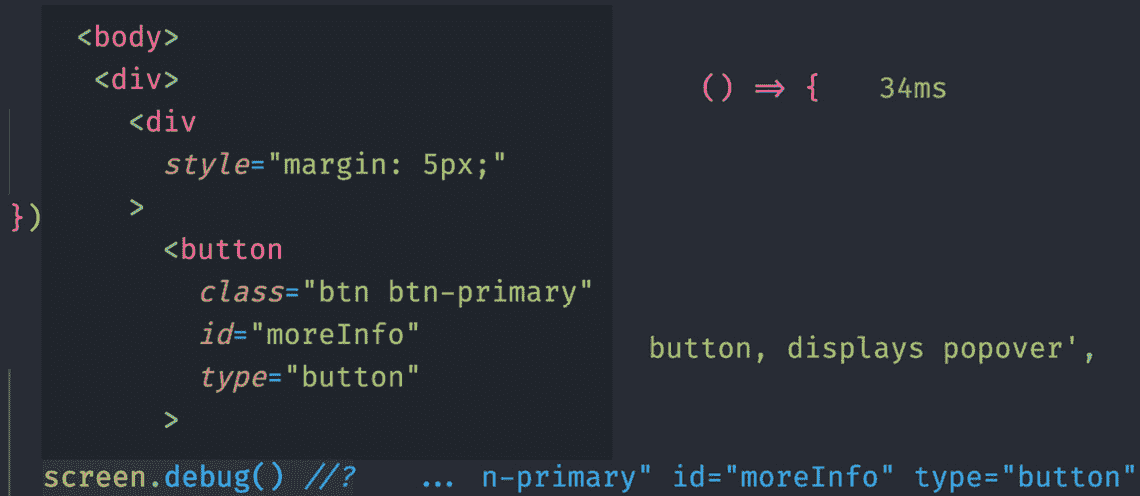 <body>
<div>
() => { 34ms
<div
style="margin: 5px;"
>
})
<button
class="btn btn-primary"
id="moreInfo"
button, displays popover',
type="button"
>
screen.debug() //? ... n-primary" id="moreInfo" type="button"